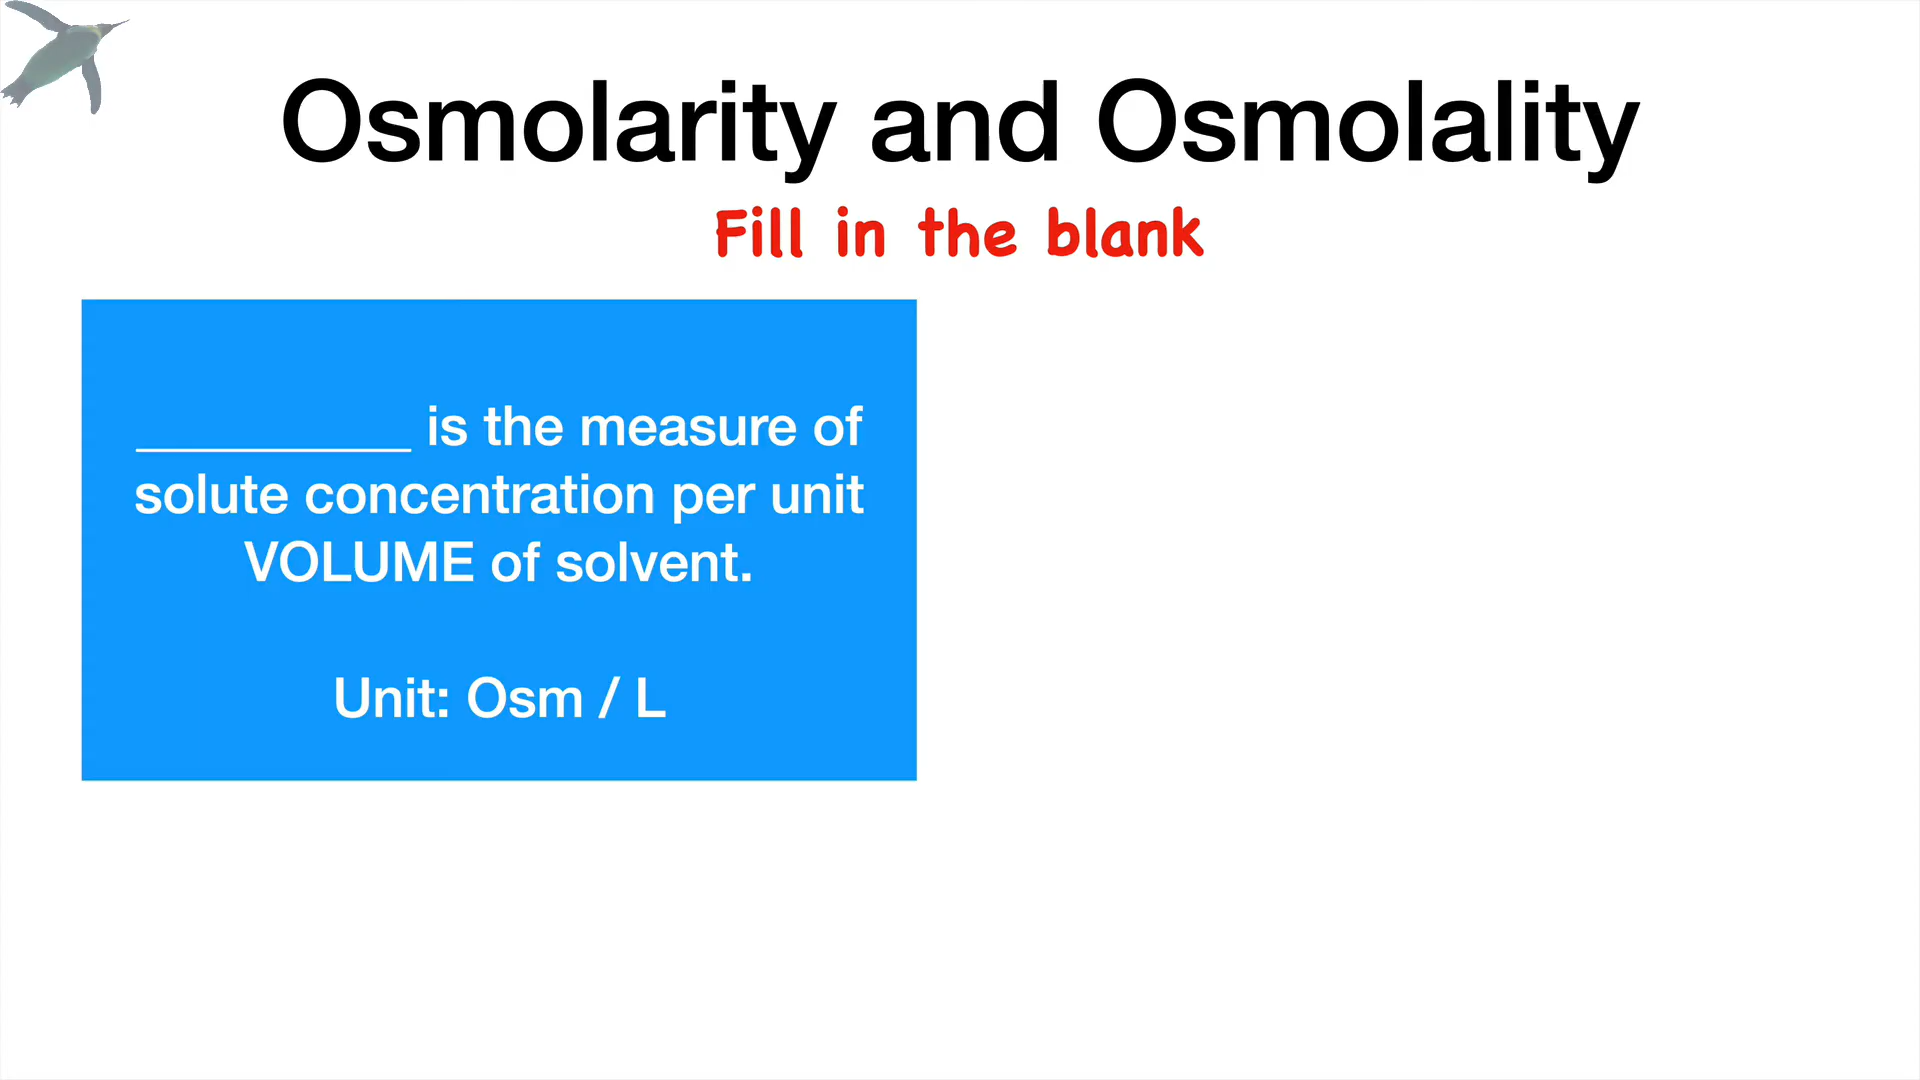 Osmolarity and Osmolality
Fill in the blank
__________ is the measure of
solute concentration per unit
VOLUME of solvent.
Unit: Osm / L